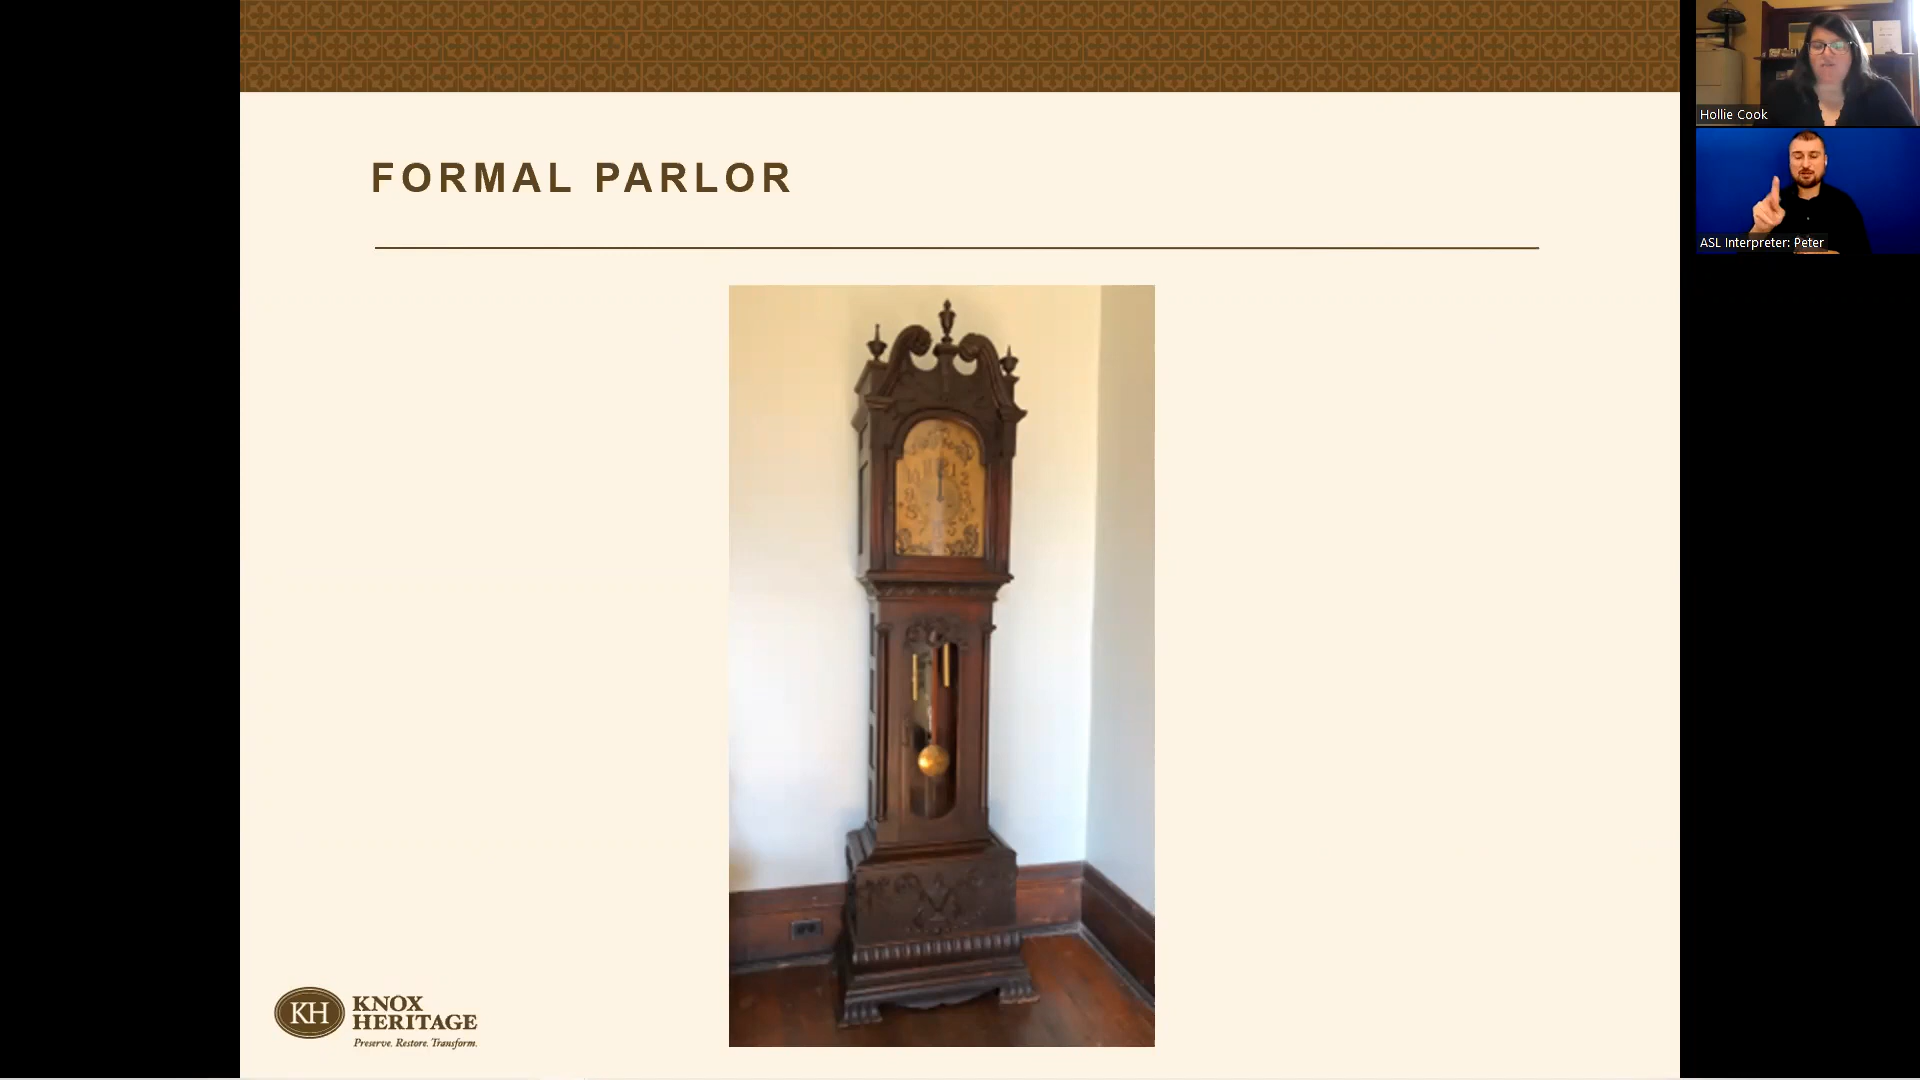 FORMAL PARLOR
Hollie Cook
ASL Interpreter: Peter
KH
KNOX
HERITAGE
Preserve. Restore. Transform.